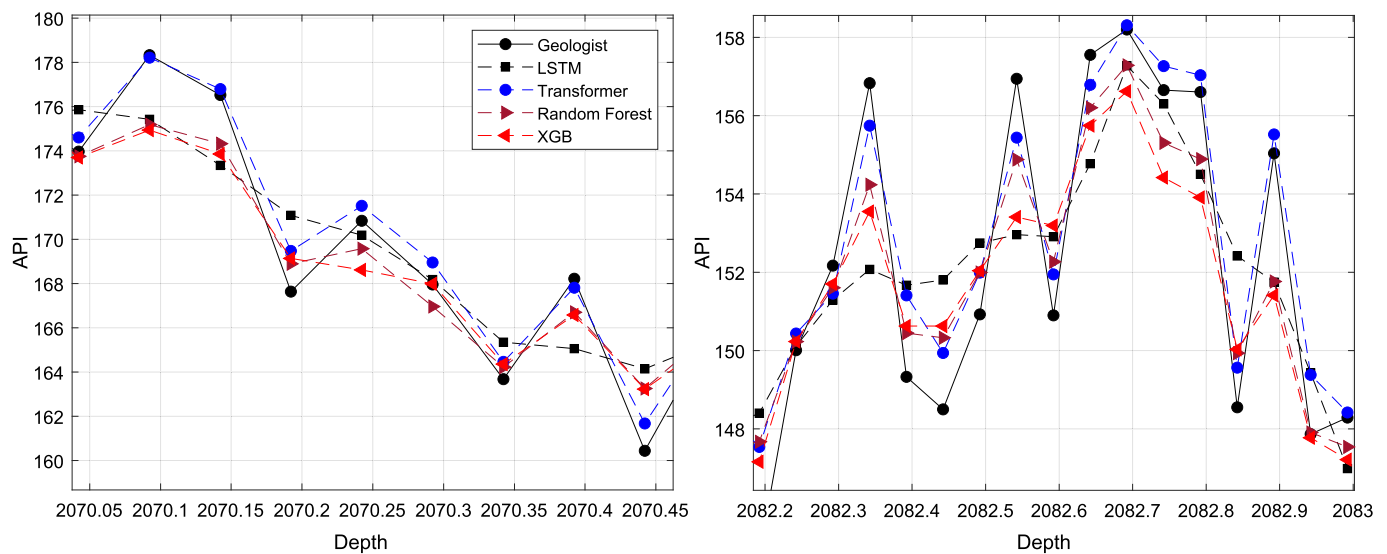 180
178
176
174
172
170
168
166
164
162
160
API
2070.05 2070.1 2070.15 2070.2 2070.25 2070.3 2070.35 2070.4 2070.45
Depth
Geologist
LSTM
Transformer
Random Forest
XGB
158
156
154
152
150
148
API
2082.2 2082.3 2082.4 2082.5 2082.6 2082.7 2082.8 2082.9 2083
Depth